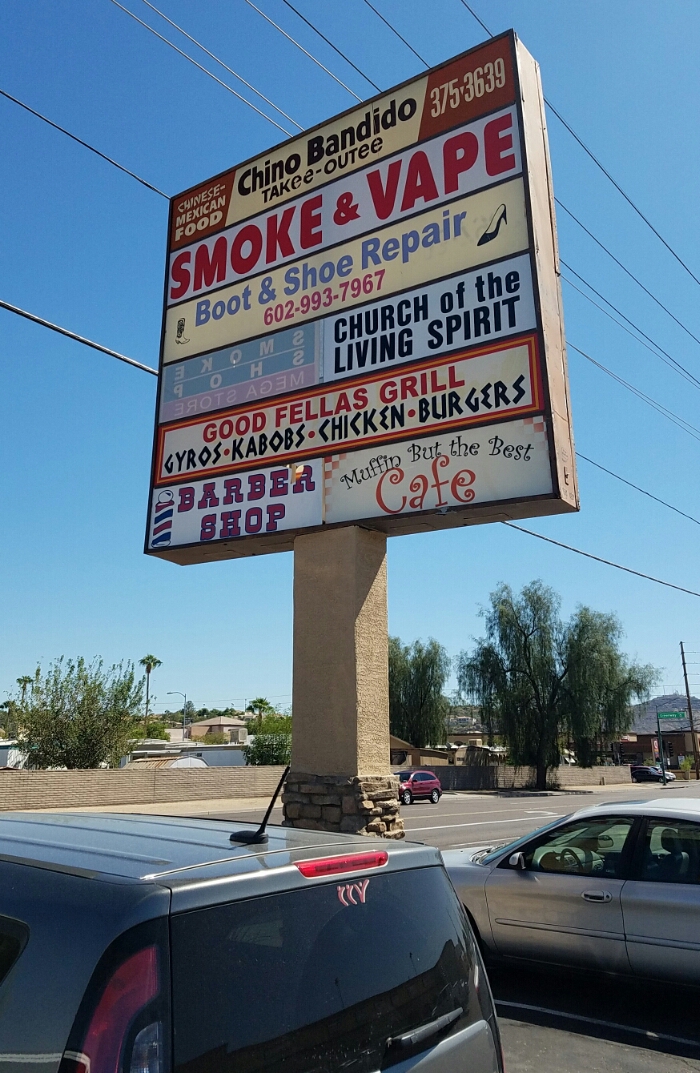 CHINESE-
MEXICAN
FOOD
Chino Bandido
TAKee-OUTee
375-3639
SMOKE & VAPE
Boot & Shoe Repair
602-993-7967
SMOKE
SHOP
MEGA STORE
CHURCH of the
LIVING SPIRIT
GOOD FELLAS GRILL
GYROS•KABOBS•CHICKEN•BURGERS
BARBER
SHOP
Muffin But the Best
Cafe